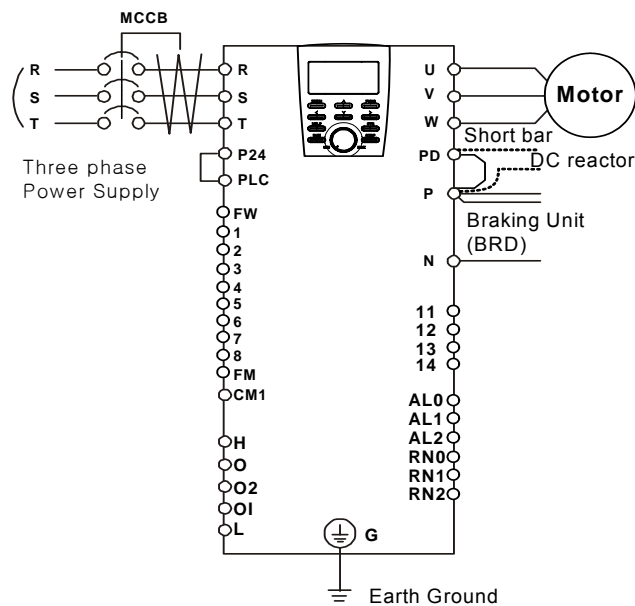 MCCB
R R U
S S V Motor
T T W
Short bar
P24 PD
DC reactor
Three phase
Power Supply
PLC
P
FW
Braking Unit
(BRD)
1
2
N
3
4
5
11
6
12
7
13
8
14
FM
CM1
AL0
AL1
H
AL2
O
RN0
O2
RN1
OI
RN2
L
G
Earth Ground